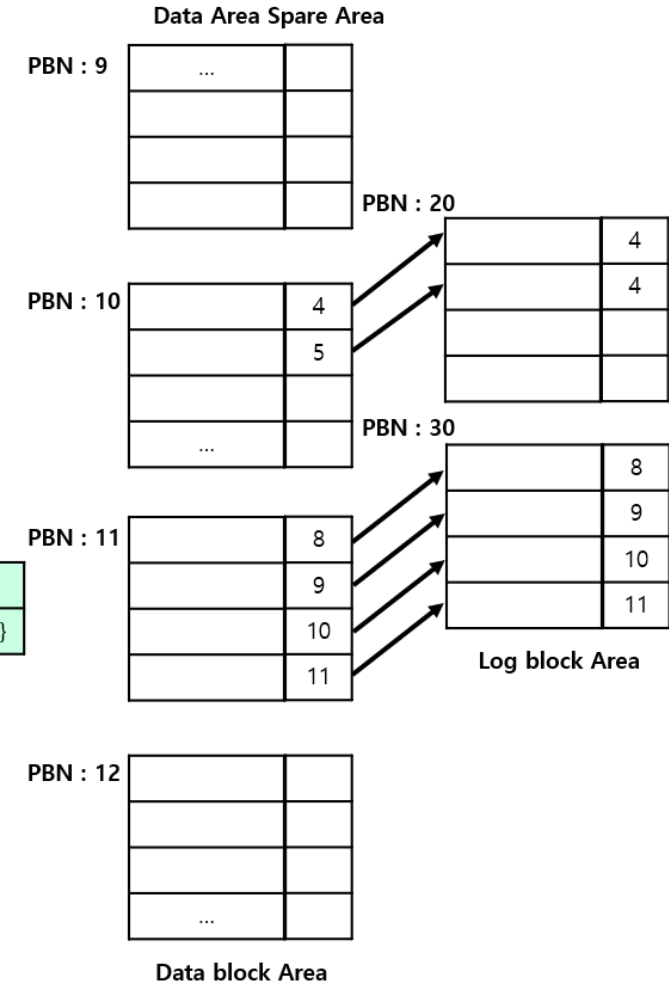 Data Area Spare Area
PBN : 9
...
PBN : 20
4
4
PBN : 10
4
5
...
PBN : 30
8
9
10
11
PBN : 11
8
9
10
11
}
Log block Area
PBN : 12
...
Data block Area